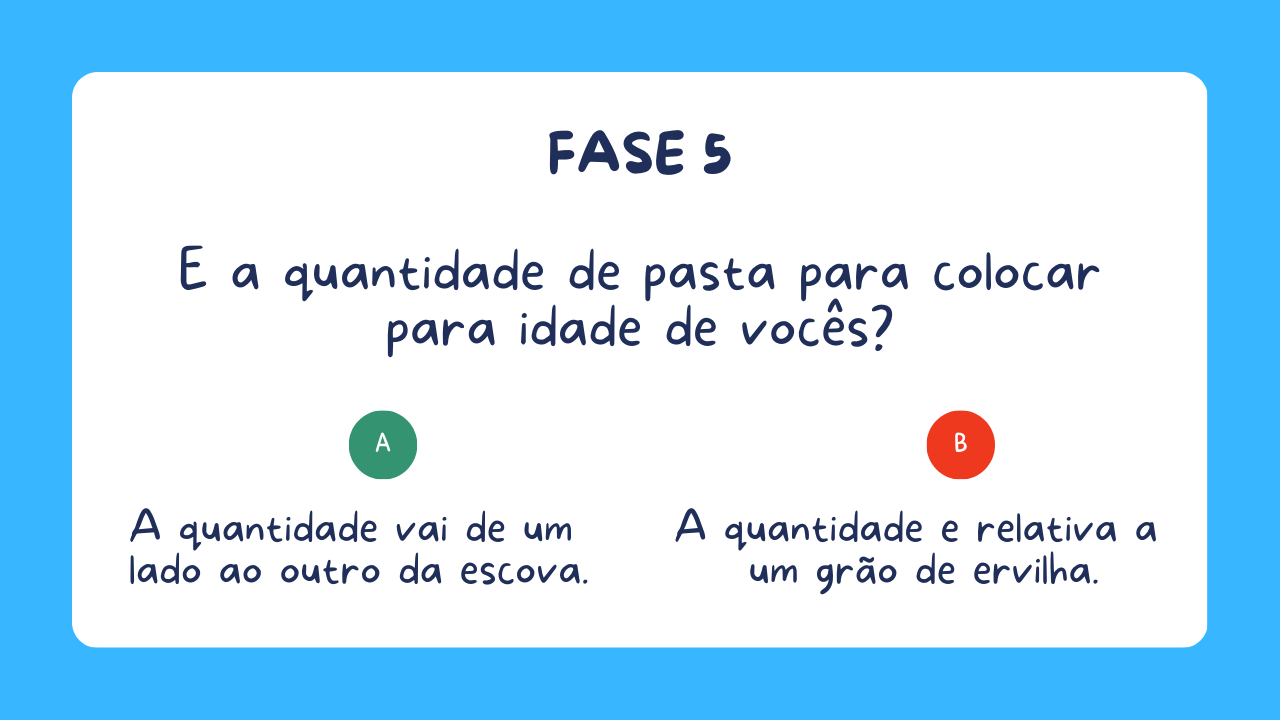 FASE 5
E a quantidade de pasta para colocar
para idade de vocês?
A
B
A quantidade vai de um
lado ao outro da escova.
A quantidade e relativa a
um grão de ervilha.